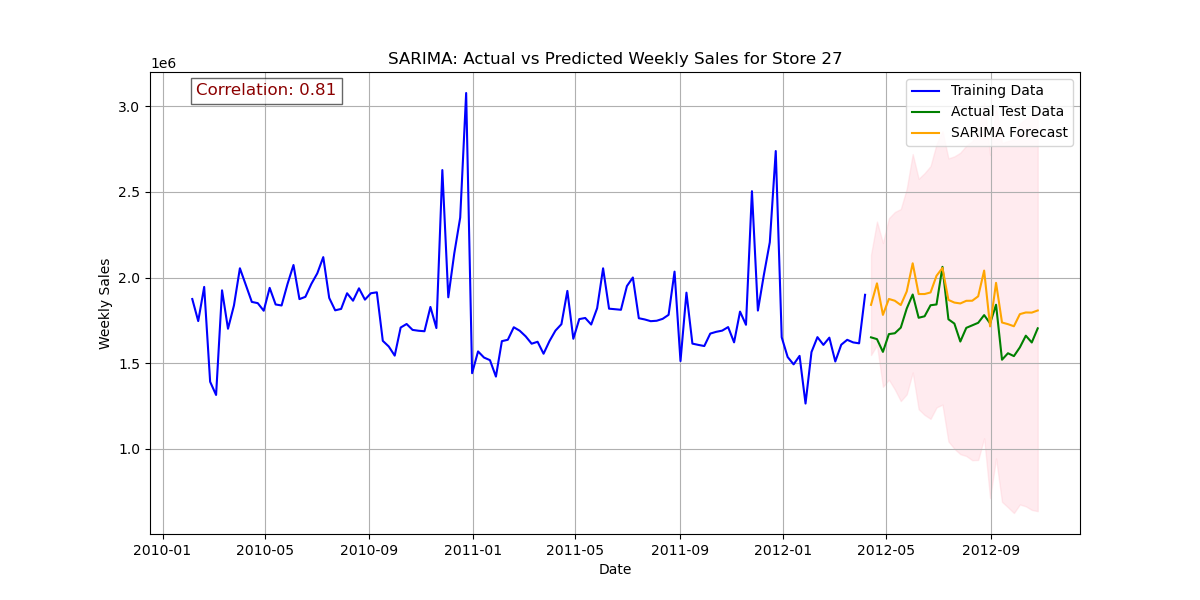 SARIMA: Actual vs Predicted Weekly Sales for Store 27
1e6
Correlation: 0.81
Training Data
Actual Test Data
SARIMA Forecast
3.0
2.5
2.0
1.5
1.0
Weekly Sales
2010-01 2010-05 2010-09 2011-01 2011-05 2011-09 2012-01 2012-05 2012-09
Date